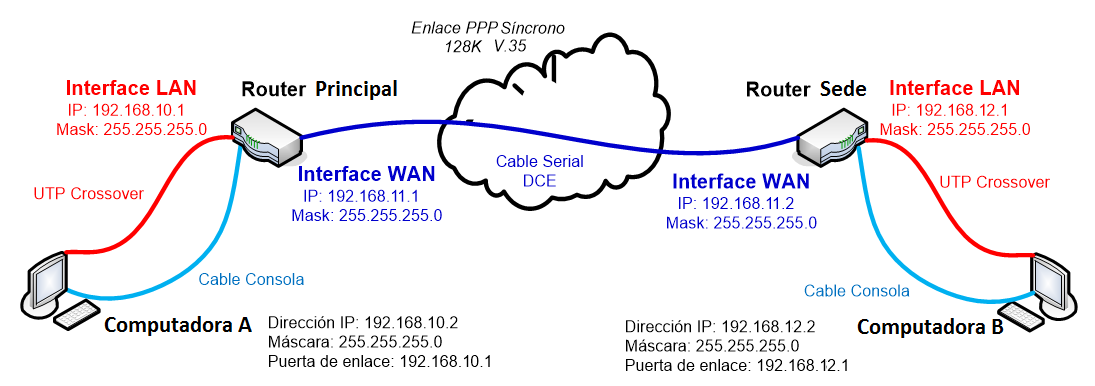 Enlace PPP Síncrono
128K V.35
Interface LAN
IP: 192.168.10.1
Mask: 255.255.255.0
Router Principal
Router Sede
Interface LAN
IP: 192.168.12.1
Mask: 255.255.255.0
Interface WAN
IP: 192.168.11.1
Mask: 255.255.255.0
Cable Serial
DCE
Interface WAN
IP: 192.168.11.2
Mask: 255.255.255.0
UTP Crossover
UTP Crossover
Cable Consola
Cable Consola
Computadora A
Dirección IP: 192.168.10.2
Máscara: 255.255.255.0
Puerta de enlace: 192.168.10.1
Dirección IP: 192.168.12.2
Máscara: 255.255.255.0
Puerta de enlace: 192.168.12.1
Computadora B